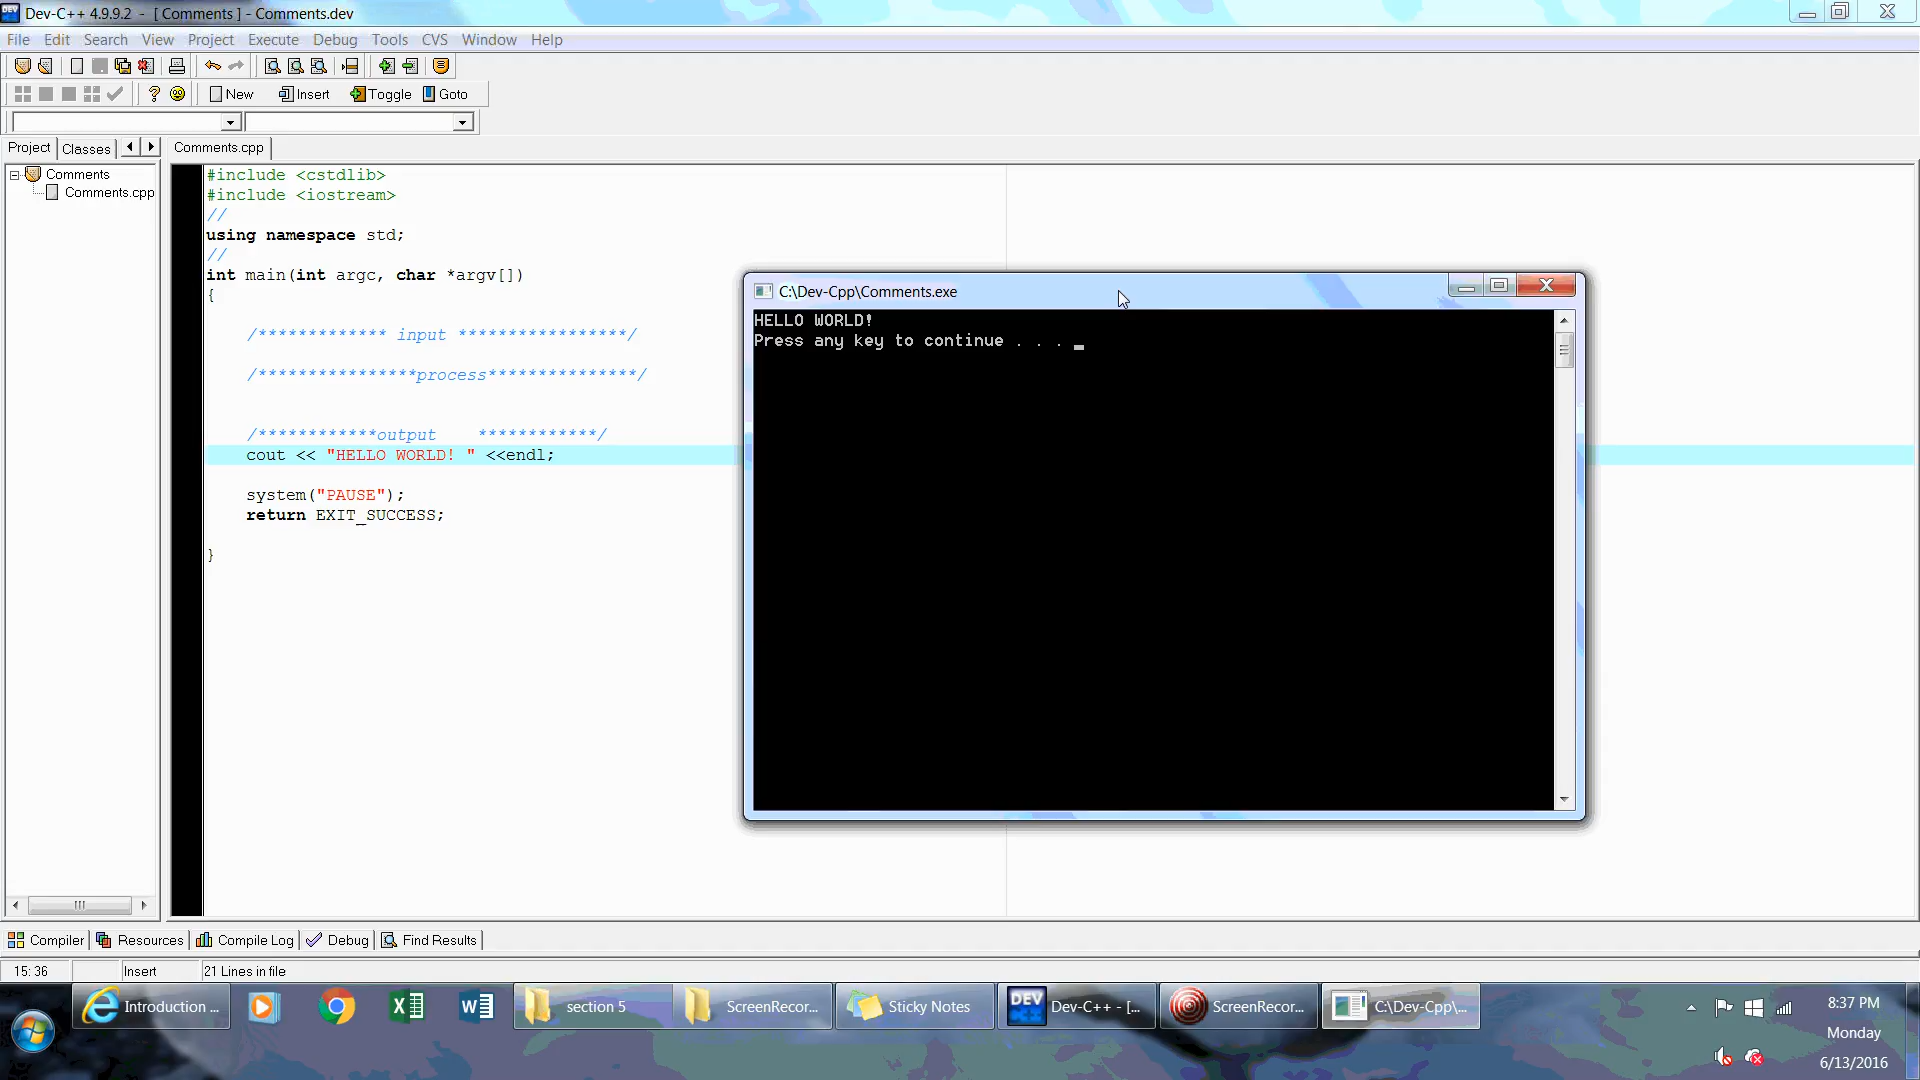 Dev-C++ 4.9.9.2 - [ Comments ] - Comments.dev
File Edit Search View Project Execute Debug Tools CVS Window Help
New Insert Toggle Goto
Project Classes Comments.cpp
Comments
Comments.cpp
#include <cstdlib>
#include <iostream>
//
using namespace std;
//
int main(int argc, char *argv[])
{
/************* input *****************/
/****************process***************/
/************output    ************/
cout << "HELLO WORLD! " <<endl;
system("PAUSE");
return EXIT_SUCCESS;
}
C:\Dev-Cpp\Comments.exe
HELLO WORLD!
Press any key to continue . . . _
Compiler Resources Compile Log Debug Find Results
15: 36 Insert 21 Lines in file
Introduction ... section 5 ScreenRecor... Sticky Notes Dev-C++ - [... ScreenRecor... C:\Dev-Cpp\...
8:37 PM
Monday
6/13/2016